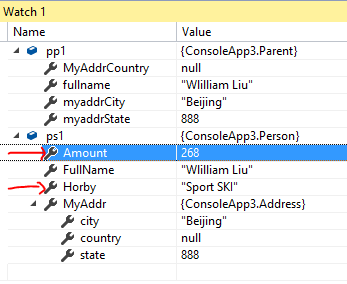 Watch 1
Name Value
pp1 {ConsoleApp3.Parent}
MyAddrCountry null
fullname "Wlilliam Liu"
myaddrCity "Beijing"
myaddrState 888
ps1 {ConsoleApp3.Person}
Amount 268
FullName "Wlilliam Liu"
Horby "Sport SKI"
MyAddr {ConsoleApp3.Address}
city "Beijing"
country null
state 888